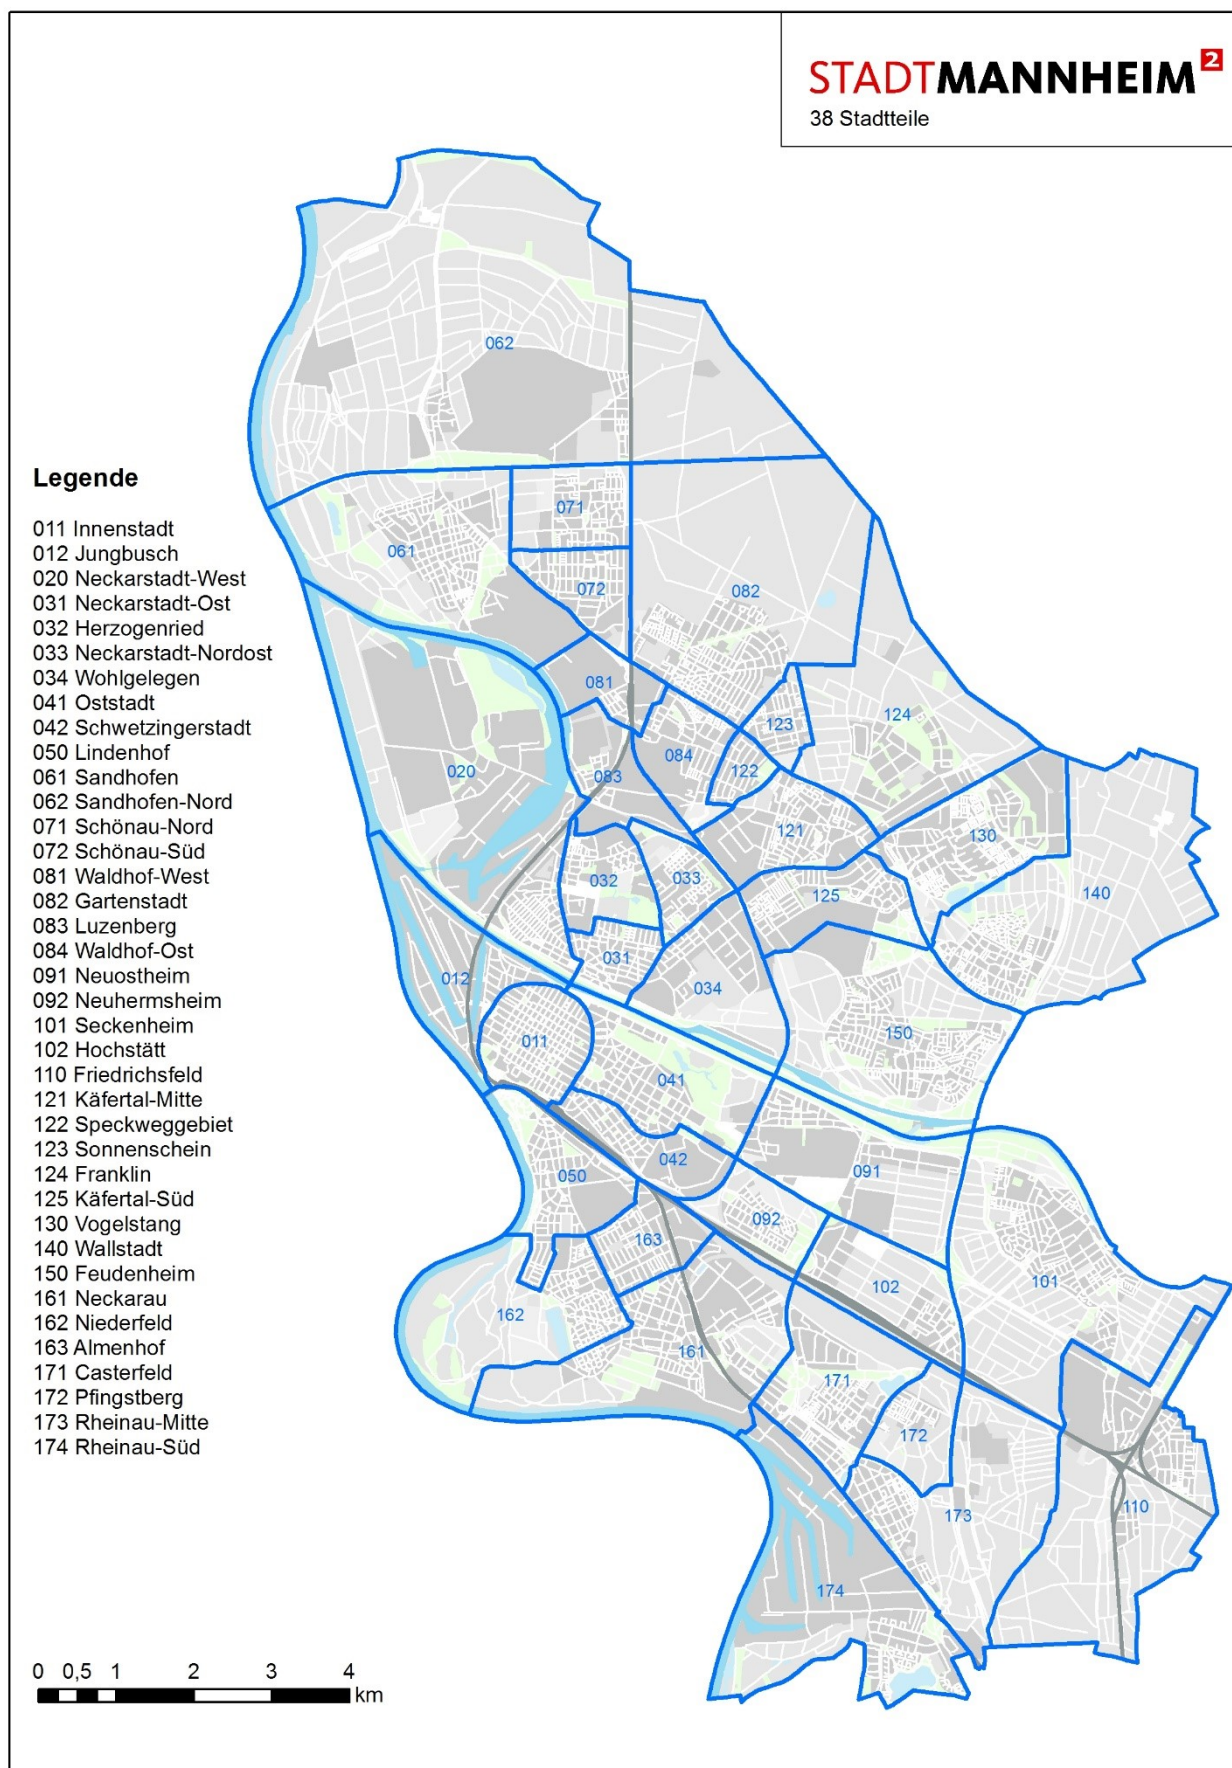 STADTMANNHEIM²
38 Stadtteile
Legende
011 Innenstadt
012 Jungbusch
020 Neckarstadt-West
031 Neckarstadt-Ost
032 Herzogenried
033 Neckarstadt-Nordost
034 Wohlgelegen
041 Oststadt
042 Schwetzingerstadt
050 Lindenhof
061 Sandhofen
062 Sandhofen-Nord
071 Schönau-Nord
072 Schönau-Süd
081 Waldhof-West
082 Gartenstadt
083 Luzenberg
084 Waldhof-Ost
091 Neuostheim
092 Neuhermsheim
101 Seckenheim
102 Hochstätt
110 Friedrichsfeld
121 Käfertal-Mitte
122 Speckweggebiet
123 Sonnenschein
124 Franklin
125 Käfertal-Süd
130 Vogelstang
140 Wallstadt
150 Feudenheim
161 Neckarau
162 Niederfeld
163 Almenhof
171 Casterfeld
172 Pfingstberg
173 Rheinau-Mitte
174 Rheinau-Süd
062
071
061
072
082
081
124
123
084
020
083
122
121
130
032
033
125
140
031
012
034
150
011
041
042
091
050
092
163
102
101
162
161
171
172
110
173
174
0 0,5 1 2 3 4
km